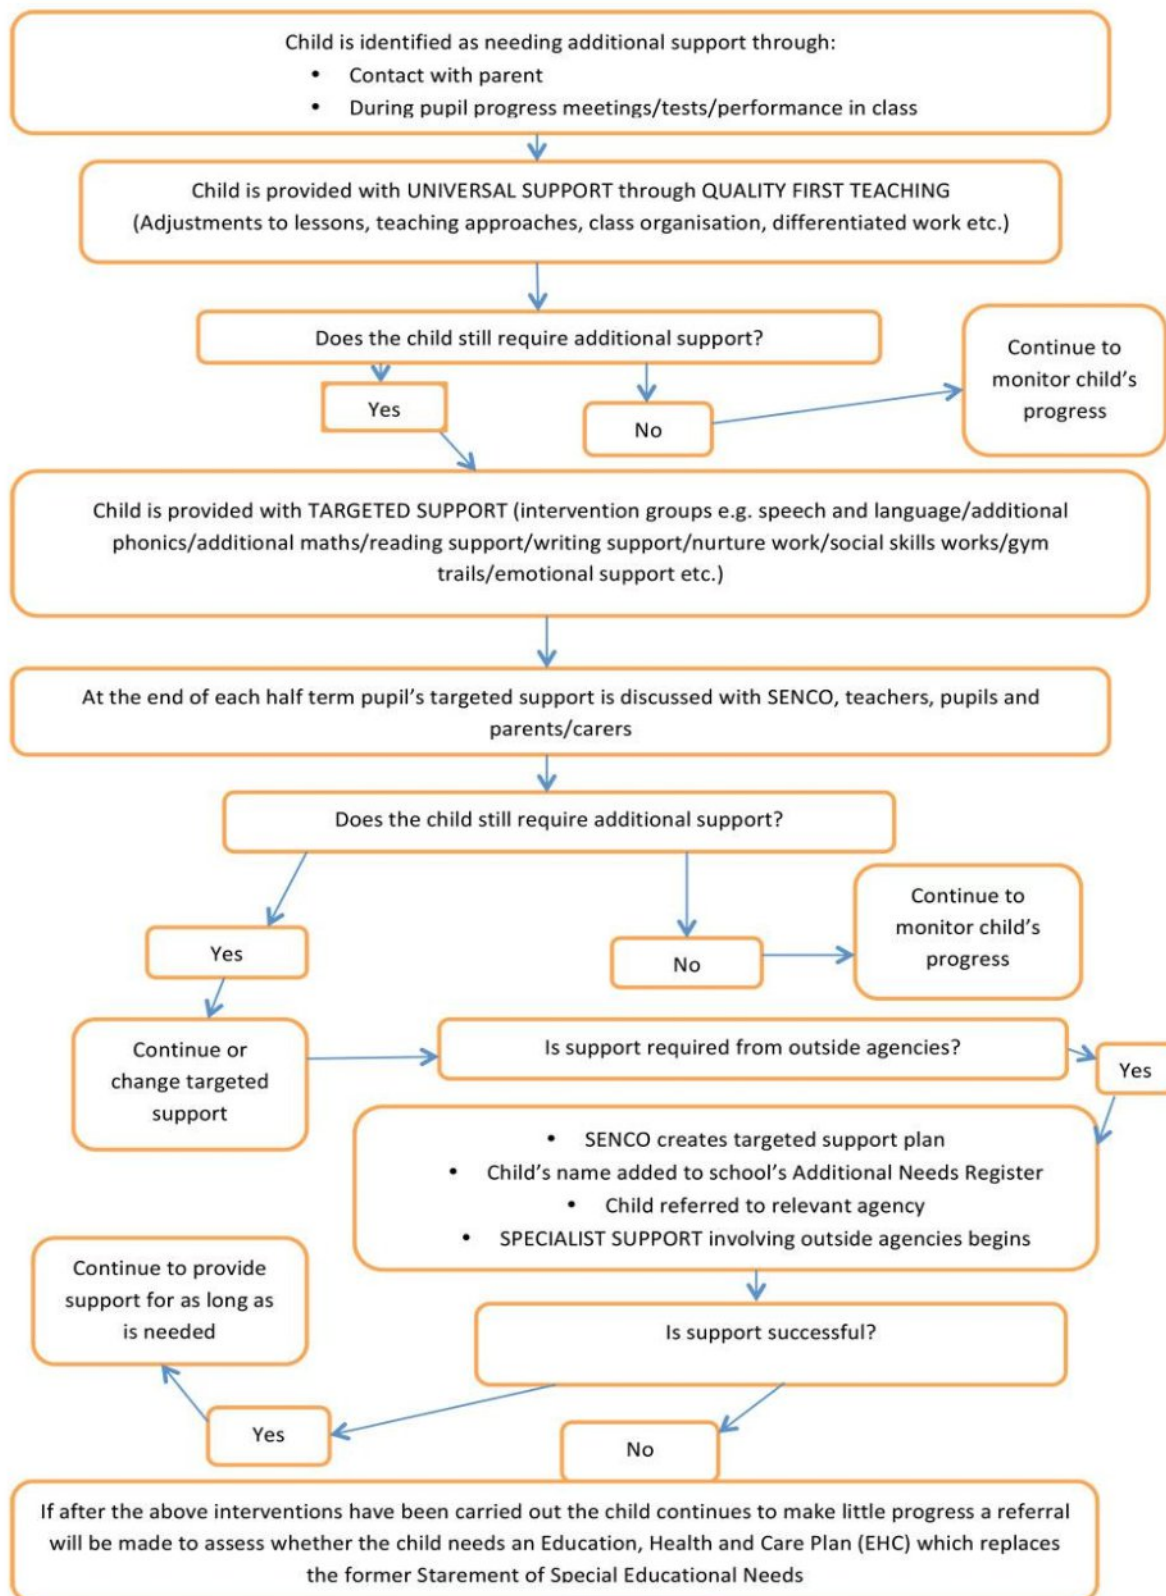 Child is identified as needing additional support through:
• Contact with parent
• During pupil progress meetings/tests/performance in class
Child is provided with UNIVERSAL SUPPORT through QUALITY FIRST TEACHING
(Adjustments to lessons, teaching approaches, class organisation, differentiated work etc.)
Does the child still require additional support?
Yes
No
Continue to
monitor child's
progress
Child is provided with TARGETED SUPPORT (intervention groups e.g. speech and language/additional
phonics/additional maths/reading support/writing support/nurture work/social skills works/gym
trails/emotional support etc.)
At the end of each half term pupil's targeted support is discussed with SENCO, teachers, pupils and
parents/carers
Does the child still require additional support?
Yes
No
Continue to
monitor child's
progress
Continue or
change targeted
support
Is support required from outside agencies?
Yes
• SENCO creates targeted support plan
• Child's name added to school's Additional Needs Register
• Child referred to relevant agency
• SPECIALIST SUPPORT involving outside agencies begins
Is support successful?
Yes
Continue to provide
support for as long as
is needed
No
If after the above interventions have been carried out the child continues to make little progress a referral
will be made to assess whether the child needs an Education, Health and Care Plan (EHC) which replaces
the former Starement of Special Educational Needs